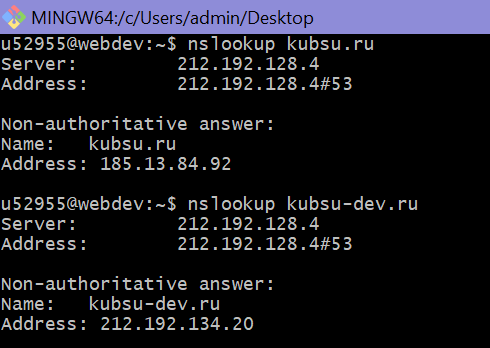 MINGW64:/c/Users/admin/Desktop
u52955@webdev:~$ nslookup kubsu.ru
Server:         212.192.128.4
Address:        212.192.128.4#53
Non-authoritative answer:
Name:   kubsu.ru
Address: 185.13.84.92
u52955@webdev:~$ nslookup kubsu-dev.ru
Server:         212.192.128.4
Address:        212.192.128.4#53
Non-authoritative answer:
Name:   kubsu-dev.ru
Address: 212.192.134.20